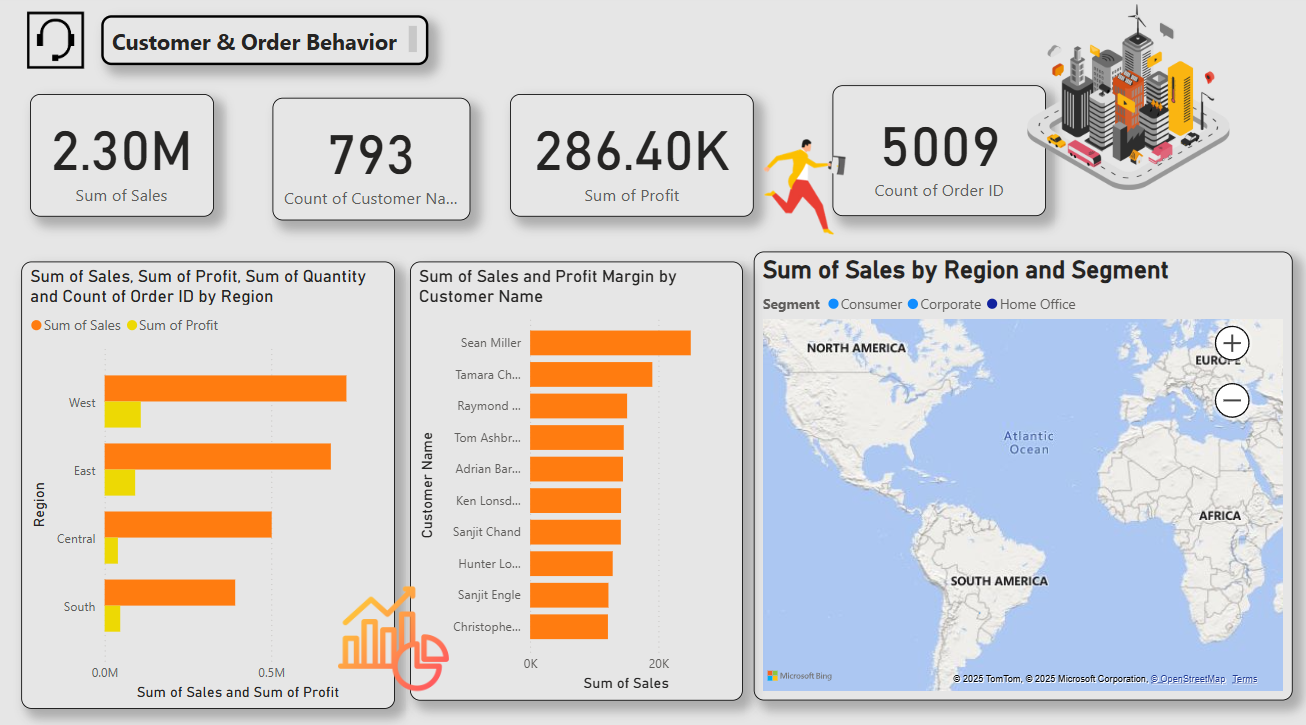 Customer & Order Behavior
2.30M
Sum of Sales
793
Count of Customer Na...
286.40K
Sum of Profit
5009
Count of Order ID
Sum of Sales, Sum of Profit, Sum of Quantity
and Count of Order ID by Region
Sum of Sales Sum of Profit
Region
West
East
Central
South
0.0M 0.5M
Sum of Sales and Sum of Profit
Sum of Sales and Profit Margin by
Customer Name
Customer Name
Sean Miller
Tamara Ch...
Raymond ...
Tom Ashbr...
Adrian Bar...
Ken Lonsd...
Sanjit Chand
Hunter Lo...
Sanjit Engle
Christophe...
0K 20K
Sum of Sales
Sum of Sales by Region and Segment
Segment Consumer Corporate Home Office
NORTH AMERICA
EUROPE
Atlantic
Ocean
AFRICA
SOUTH AMERICA
Microsoft Bing
© 2025 TomTom, © 2025 Microsoft Corporation, © OpenStreetMap Terms